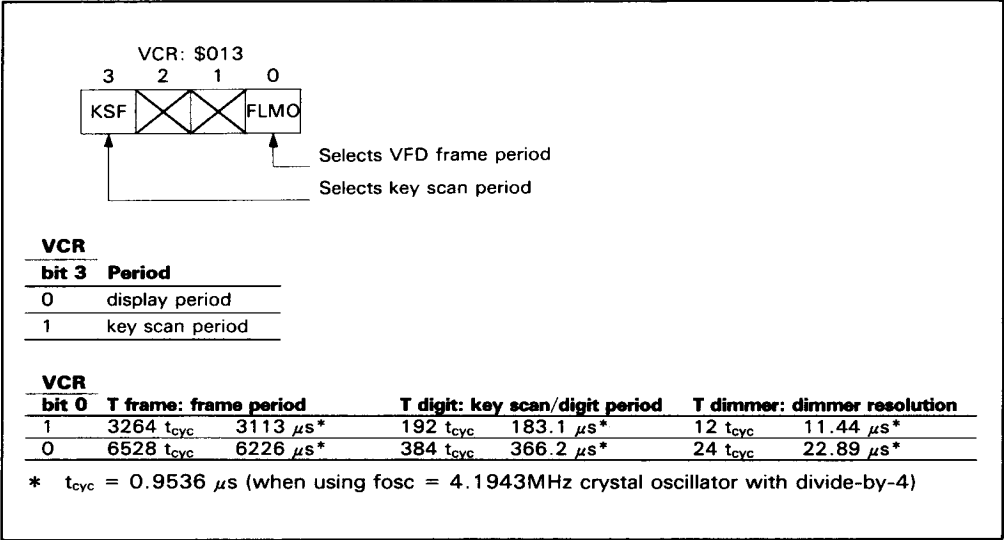 VCR: $013
3 2 1 0
KSF FLMO
Selects VFD frame period
Selects key scan period
VCR
bit 3 Period
0 display period
1 key scan period
VCR
bit 0 T frame: frame period T digit: key scan/digit period T dimmer: dimmer resolution
1 3264 tcyc 3113 μs* 192 tcyc 183.1 μs* 12 tcyc 11.44 μs*
0 6528 tcyc 6226 μs* 384 tcyc 366.2 μs* 24 tcyc 22.89 μs*
* tcyc = 0.9536 μs (when using fosc = 4.1943MHz crystal oscillator with divide-by-4)